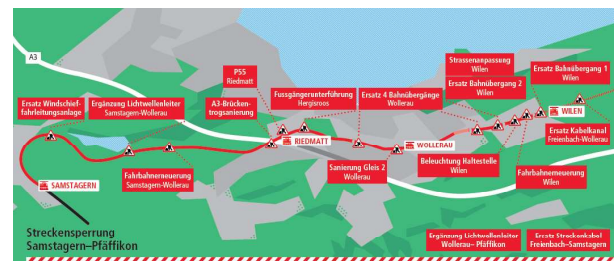 A3
Ersatz Windschief-
fahrleitungsanlage
Ergänzung Lichtwellenleiter
Samstagern-Wollerau
A3-Brücken-
trogsanierung
PSS
Riedmatt
Fussgängerunterführung
Hergisroos
Ersatz 4 Bahnübergänge
Wollerau
Strassenanpassung
Wilen
Ersatz Bahnübergang 2
Wilen
Ersatz Bahnübergang 1
Wilen
WILEN
Ersatz Kabelkanal
Freienbach-Wollerau
RIEDMATT
WOLLERAU
SAMSTAGERN
Fahrbahnerneuerung
Samstagern-Wollerau
Sanierung Gleis 2
Wollerau
Beleuchtung Haltestelle
Wilen
Fahrbahnerneuerung
Wilen
Streckensperrung
Samstagern–Pfäffikon
Ergänzung Lichtwellenleiter
Wollerau– Pfäffikon
Ersatz Streckenkabel
Freienbach–Samstagern